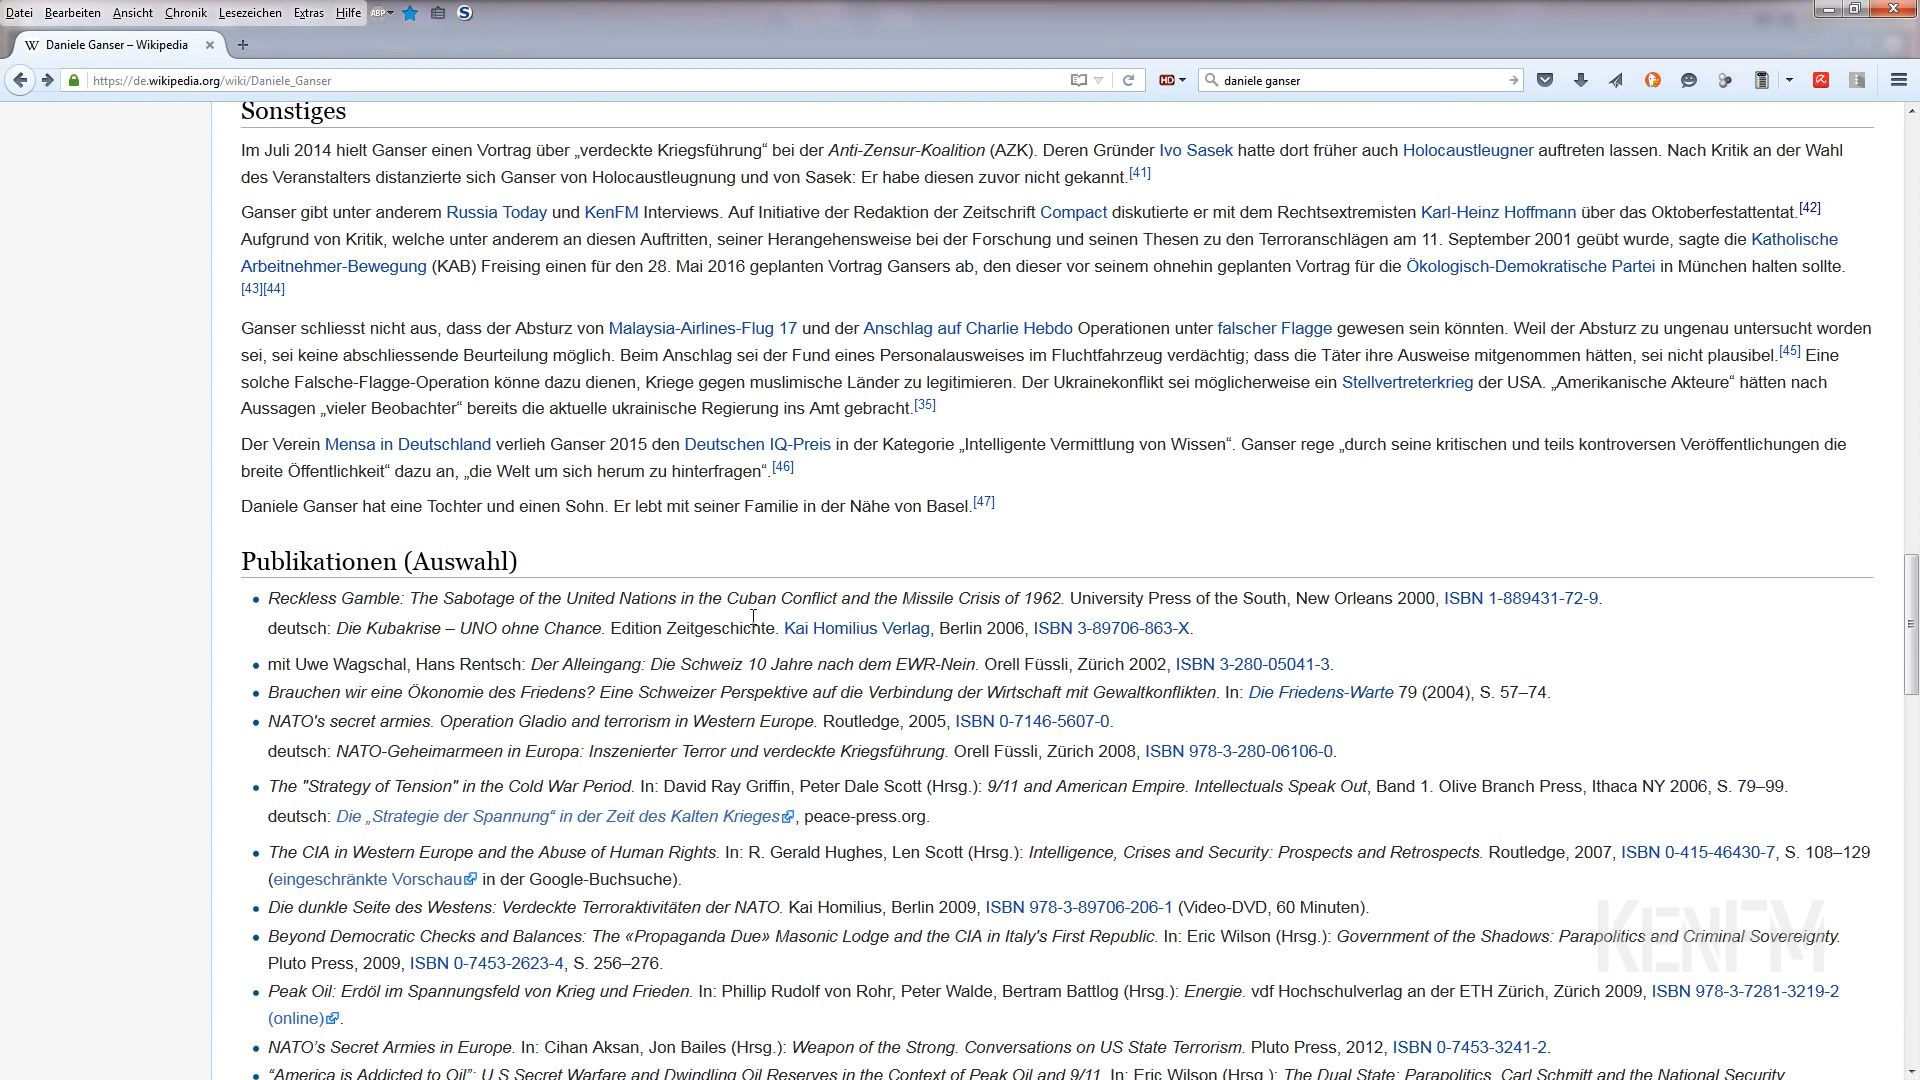 Datei Bearbeiten Ansicht Chronik Lesezeichen Extras Hilfe ABP S
W Daniele Ganser – Wikipedia
https://de.wikipedia.org/wiki/Daniele_Ganser HD daniele ganser
Sonstiges
Im Juli 2014 hielt Ganser einen Vortrag über „verdeckte Kriegsführung“ bei der Anti-Zensur-Koalition (AZK). Deren Gründer Ivo Sasek hatte dort früher auch Holocaustleugner auftreten lassen. Nach Kritik an der Wahl
des Veranstalters distanzierte sich Ganser von Holocaustleugnung und von Sasek: Er habe diesen zuvor nicht gekannt.[41]
Ganser gibt unter anderem Russia Today und KenFM Interviews. Auf Initiative der Redaktion der Zeitschrift Compact diskutierte er mit dem Rechtsextremisten Karl-Heinz Hoffmann über das Oktoberfestattentat.[42]
Aufgrund von Kritik, welche unter anderem an diesen Auftritten, seiner Herangehensweise bei der Forschung und seinen Thesen zu den Terroranschlägen am 11. September 2001 geübt wurde, sagte die Katholische
Arbeitnehmer-Bewegung (KAB) Freising einen für den 28. Mai 2016 geplanten Vortrag Gansers ab, den dieser vor seinem ohnehin geplanten Vortrag für die Ökologisch-Demokratische Partei in München halten sollte.
[43][44]
Ganser schliesst nicht aus, dass der Absturz von Malaysia-Airlines-Flug 17 und der Anschlag auf Charlie Hebdo Operationen unter falscher Flagge gewesen sein könnten. Weil der Absturz zu ungenau untersucht worden
sei, sei keine abschliessende Beurteilung möglich. Beim Anschlag sei der Fund eines Personalausweises im Fluchtfahrzeug verdächtig; dass die Täter ihre Ausweise mitgenommen hätten, sei nicht plausibel.[45] Eine
solche Falsche-Flagge-Operation könne dazu dienen, Kriege gegen muslimische Länder zu legitimieren. Der Ukrainekonflikt sei möglicherweise ein Stellvertreterkrieg der USA. „Amerikanische Akteure“ hätten nach
Aussagen „vieler Beobachter“ bereits die aktuelle ukrainische Regierung ins Amt gebracht.[35]
Der Verein Mensa in Deutschland verlieh Ganser 2015 den Deutschen IQ-Preis in der Kategorie „Intelligente Vermittlung von Wissen“. Ganser rege „durch seine kritischen und teils kontroversen Veröffentlichungen die
breite Öffentlichkeit“ dazu an, „die Welt um sich herum zu hinterfragen“.[46]
Daniele Ganser hat eine Tochter und einen Sohn. Er lebt mit seiner Familie in der Nähe von Basel.[47]
Publikationen (Auswahl)
Reckless Gamble: The Sabotage of the United Nations in the Cuban Conflict and the Missile Crisis of 1962. University Press of the South, New Orleans 2000, ISBN 1-889431-72-9.
deutsch: Die Kubakrise – UNO ohne Chance. Edition Zeitgeschichte. Kai Homilius Verlag, Berlin 2006, ISBN 3-89706-863-X.
mit Uwe Wagschal, Hans Rentsch: Der Alleingang: Die Schweiz 10 Jahre nach dem EWR-Nein. Orell Füssli, Zürich 2002, ISBN 3-280-05041-3.
Brauchen wir eine Ökonomie des Friedens? Eine Schweizer Perspektive auf die Verbindung der Wirtschaft mit Gewaltkonflikten. In: Die Friedens-Warte 79 (2004), S. 57–74.
NATO's secret armies. Operation Gladio and terrorism in Western Europe. Routledge, 2005, ISBN 0-7146-5607-0.
deutsch: NATO-Geheimarmeen in Europa: Inszenierter Terror und verdeckte Kriegsführung. Orell Füssli, Zürich 2008, ISBN 978-3-280-06106-0.
The "Strategy of Tension" in the Cold War Period. In: David Ray Griffin, Peter Dale Scott (Hrsg.): 9/11 and American Empire. Intellectuals Speak Out, Band 1. Olive Branch Press, Ithaca NY 2006, S. 79–99.
deutsch: Die „Strategie der Spannung“ in der Zeit des Kalten Krieges, peace-press.org.
The CIA in Western Europe and the Abuse of Human Rights. In: R. Gerald Hughes, Len Scott (Hrsg.): Intelligence, Crises and Security: Prospects and Retrospects. Routledge, 2007, ISBN 0-415-46430-7, S. 108–129
(eingeschränkte Vorschau in der Google-Buchsuche).
Die dunkle Seite des Westens: Verdeckte Terroraktivitäten der NATO. Kai Homilius, Berlin 2009, ISBN 978-3-89706-206-1 (Video-DVD, 60 Minuten).
Beyond Democratic Checks and Balances: The «Propaganda Due» Masonic Lodge and the CIA in Italy's First Republic. In: Eric Wilson (Hrsg.): Government of the Shadows: Parapolitics and Criminal Sovereignty.
Pluto Press, 2009, ISBN 0-7453-2623-4, S. 256–276.
KENFM
Peak Oil: Erdöl im Spannungsfeld von Krieg und Frieden. In: Phillip Rudolf von Rohr, Peter Walde, Bertram Battlog (Hrsg.): Energie. vdf Hochschulverlag an der ETH Zürich, Zürich 2009, ISBN 978-3-7281-3219-2
(online).
NATO’s Secret Armies in Europe. In: Cihan Aksan, Jon Bailes (Hrsg.): Weapon of the Strong. Conversations on US State Terrorism. Pluto Press, 2012, ISBN 0-7453-3241-2.
“America is Addicted to Oil”: U.S Secret Warfare and Dwindling Oil Reserves in the Context of Peak Oil and 9/11. In: Eric Wilson (Hrsg.): The Dual State: Parapolitics, Carl Schmitt and the National Security